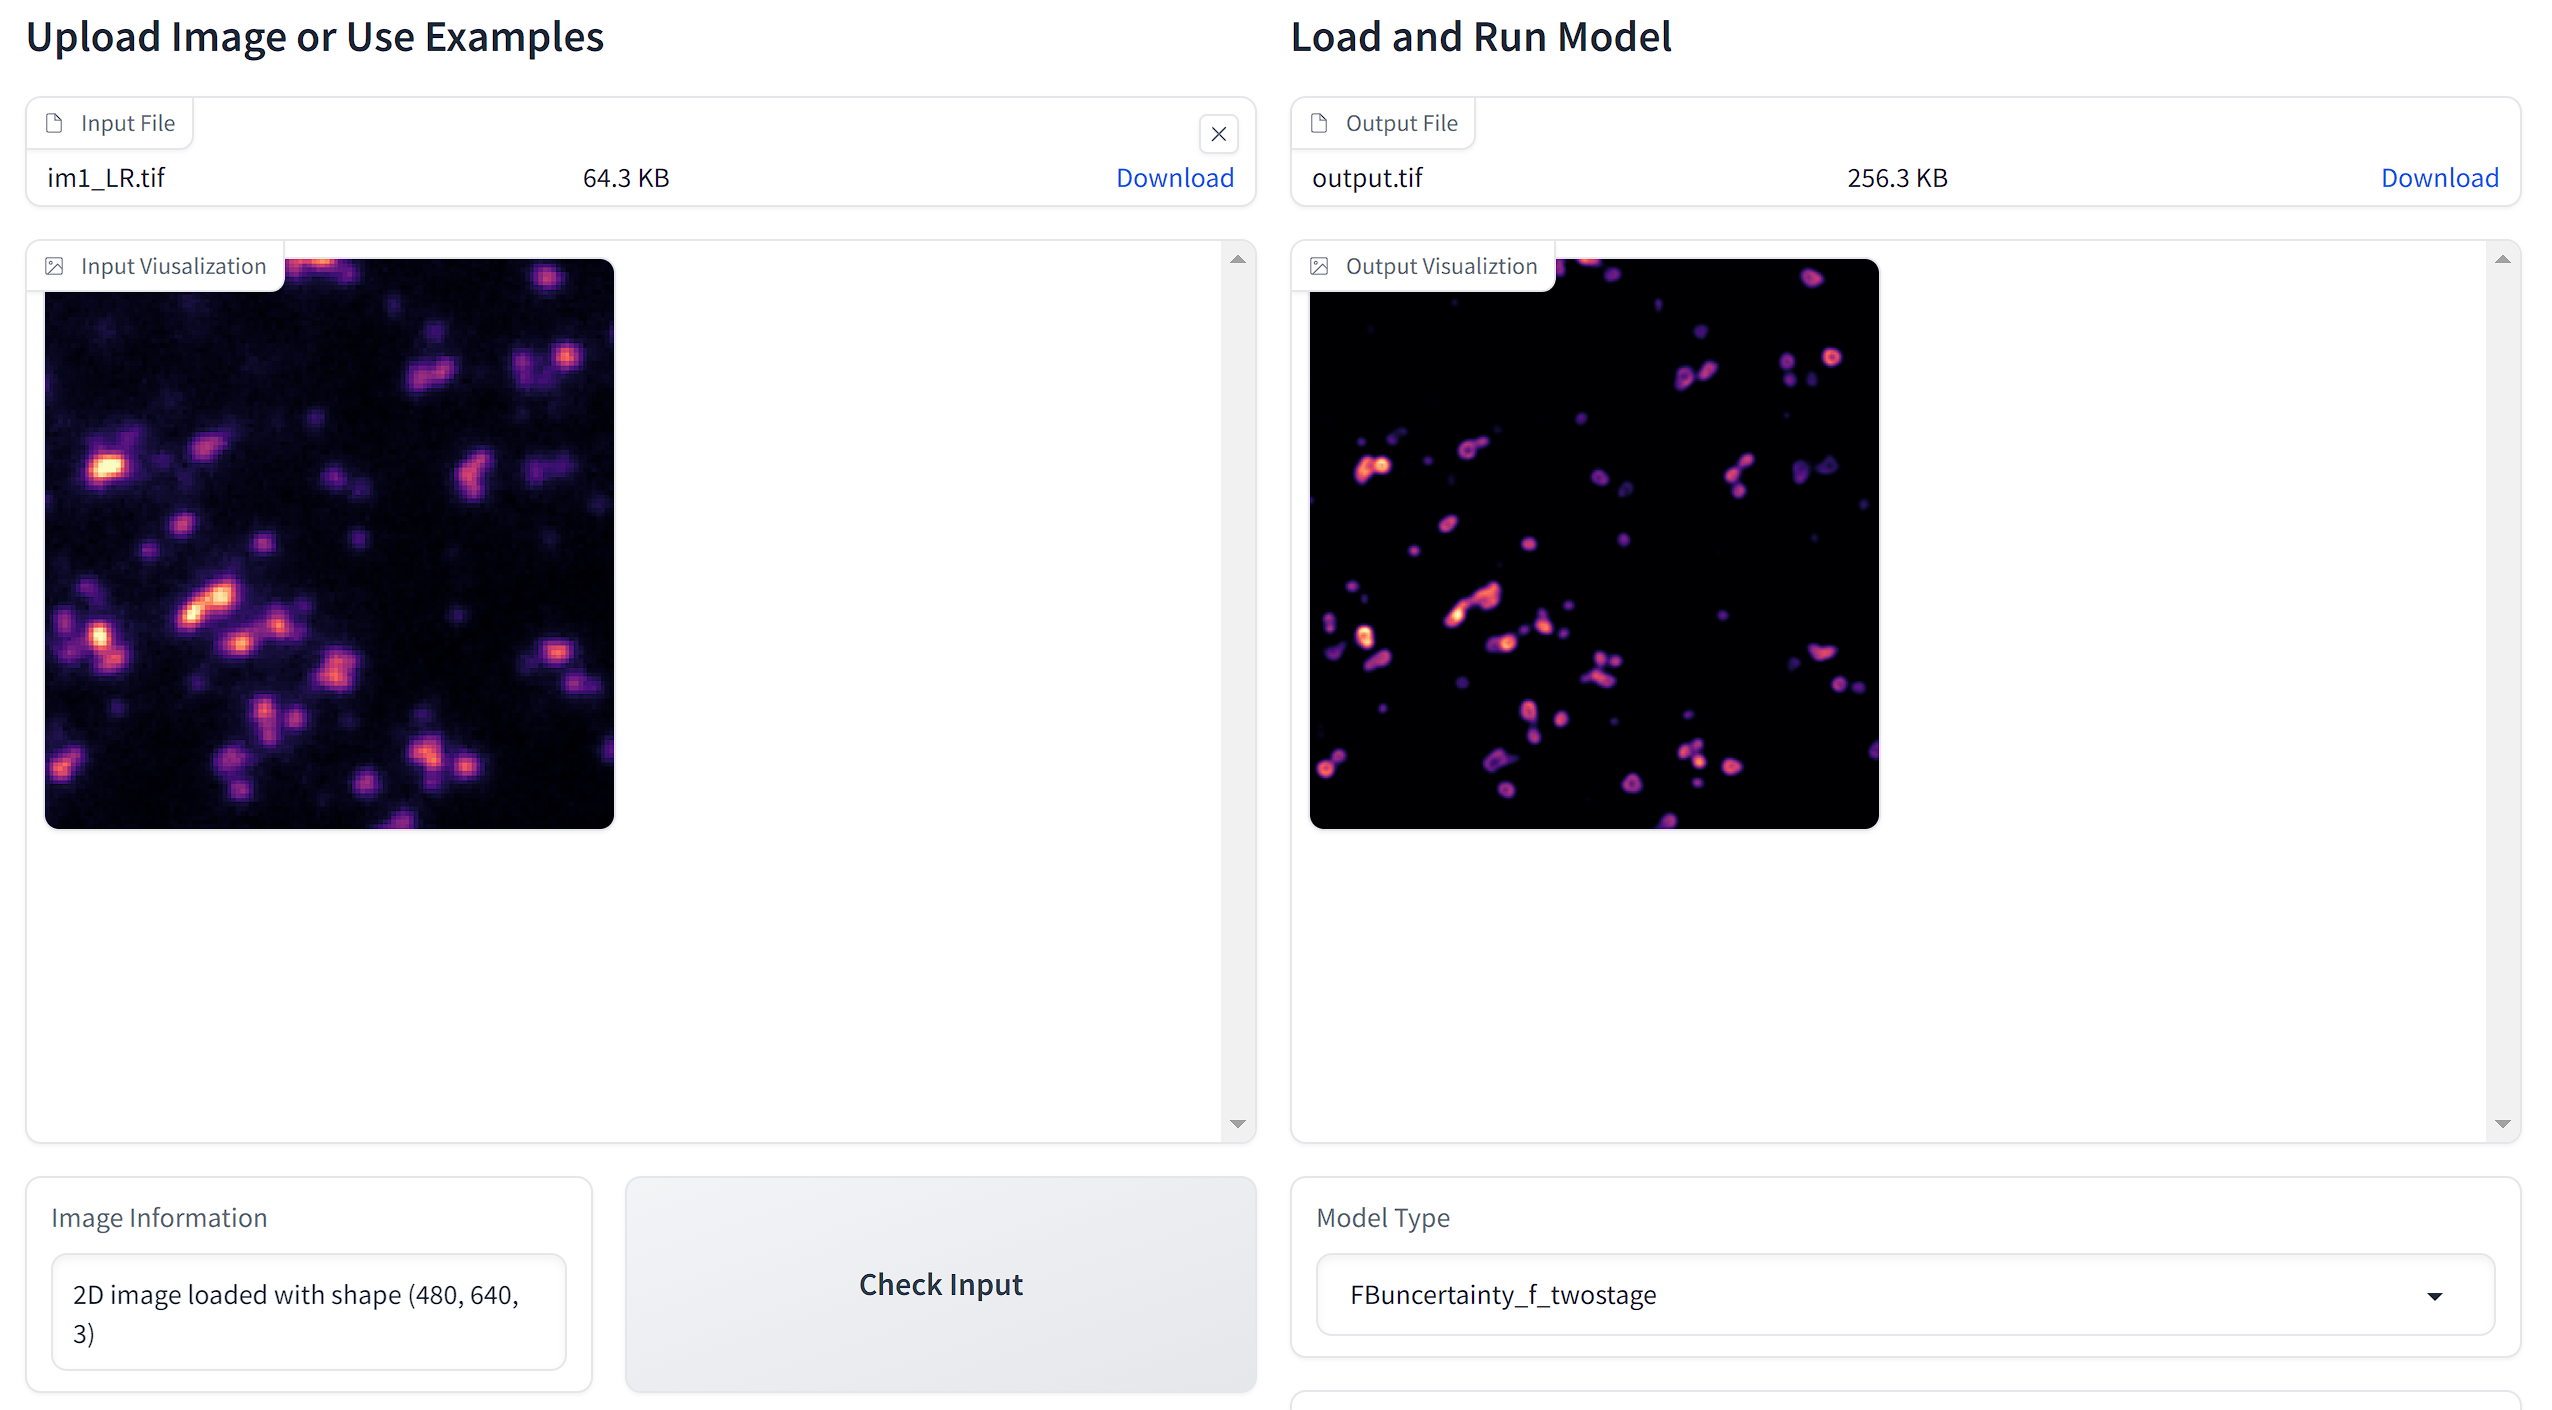 Upload Image or Use Examples
Input File
im1_LR.tif 64.3 KB Download
Input Viusalization
Image Information
2D image loaded with shape (480, 640,
3)
Check Input
Load and Run Model
Output File
output.tif 256.3 KB Download
Output Visualiztion
Model Type
FBuncertainty_f_twostage